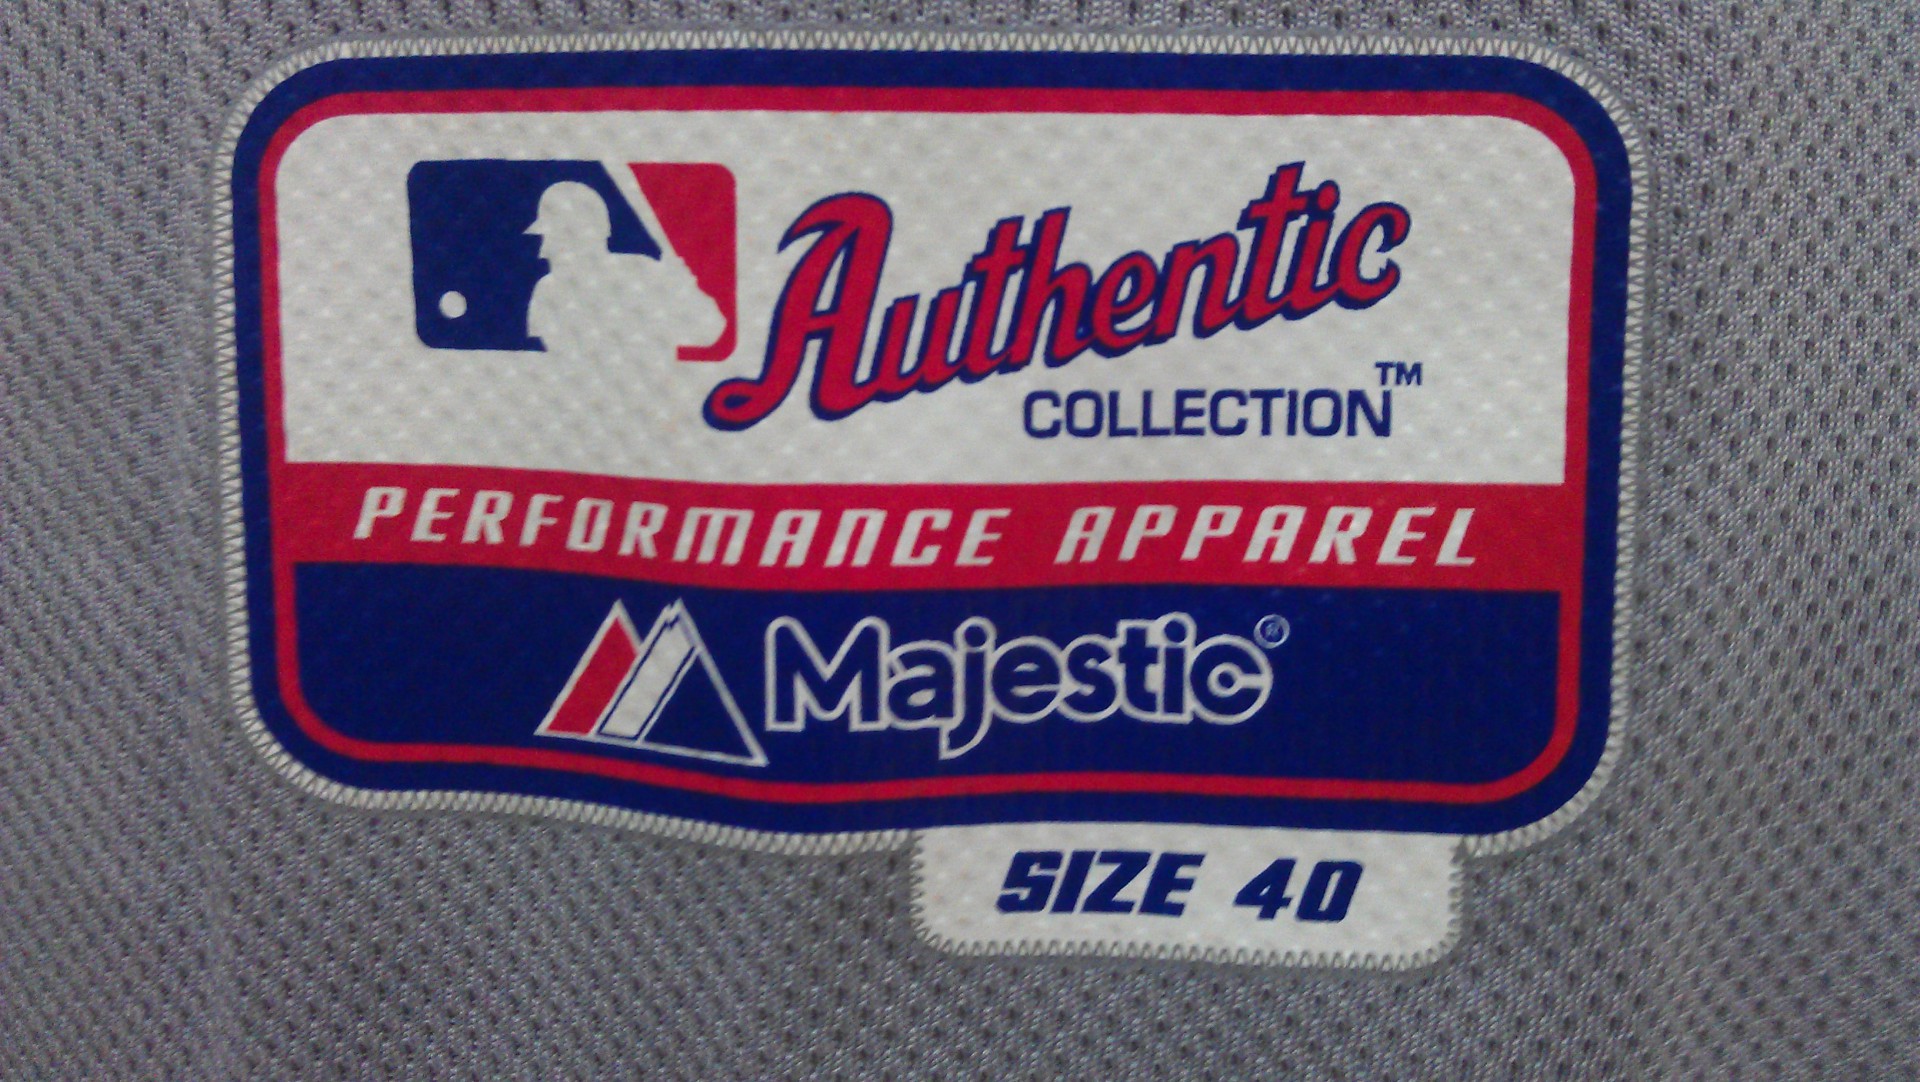 Authentic
COLLECTION™
PERFORMANCE APPAREL
Majestic®
SIZE 40